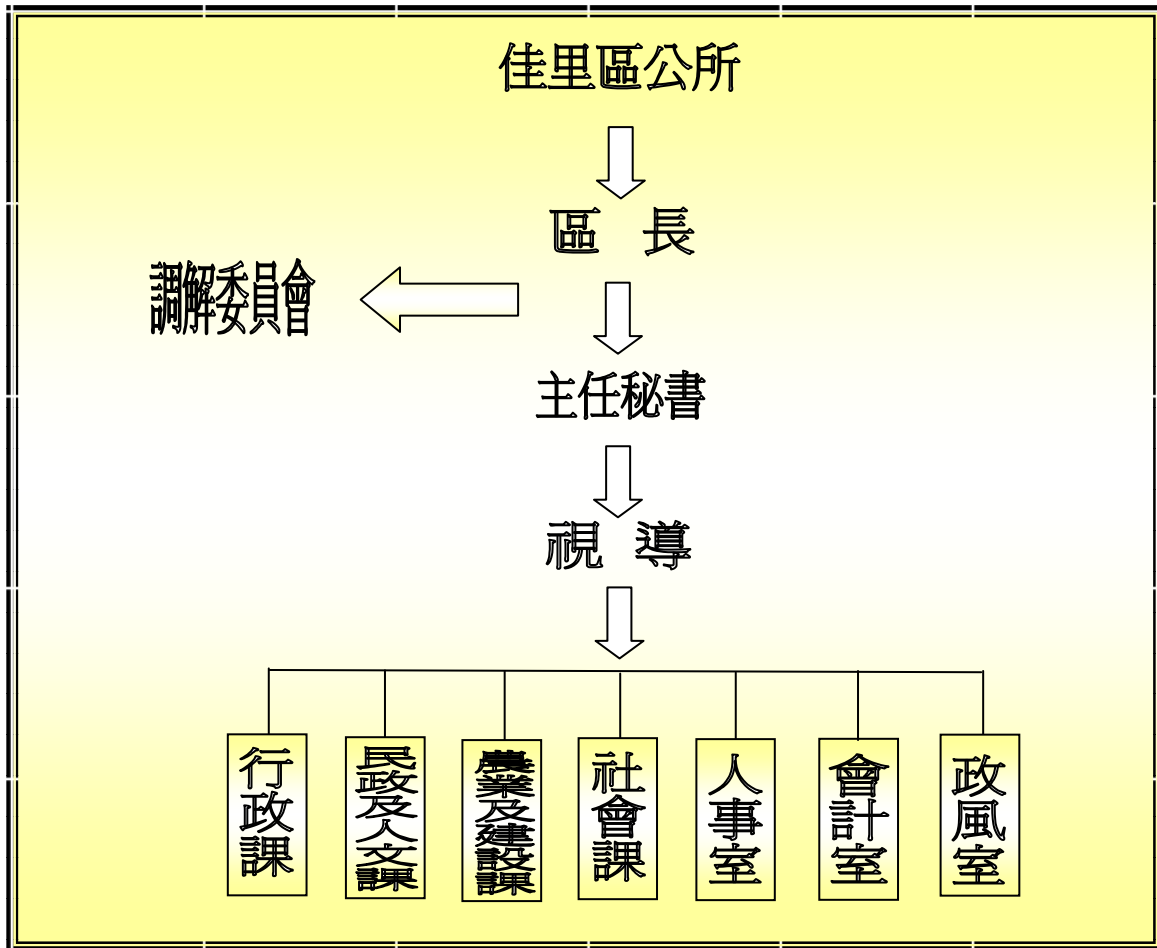 佳里區公所
區 長
調解委員會
主任秘書
視 導
行政課
民政及人文課
農業及建設課
社會課
人事室
會計室
政風室